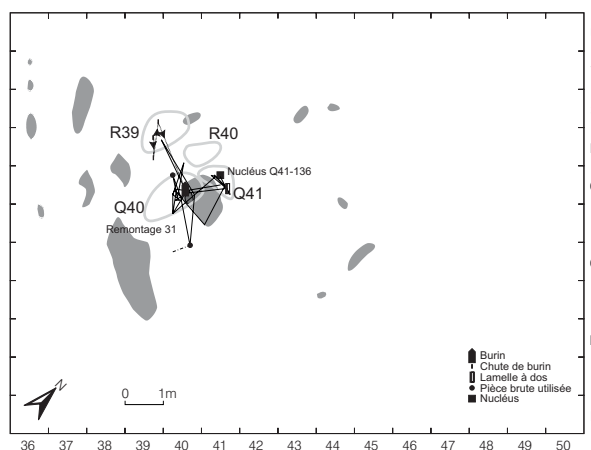 R39
R40
Nucléus Q41-136
Q40
Q41
Remontage 31
Burin
Chute de burin
Lamelle à dos
Pièce brute utilisée
Nucléus
N
0 1m
36 37 38 39 40 41 42 43 44 45 46 47 48 49 50